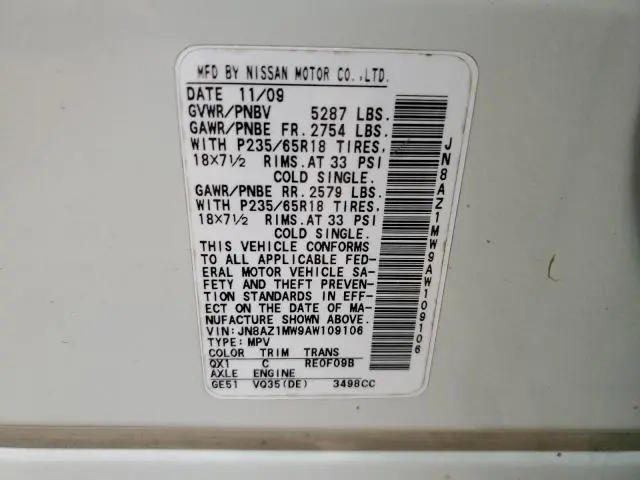 MFD BY NISSAN MOTOR CO.,LTD.
DATE 11/09
GVWR/PNBV 5287 LBS.
GAWR/PNBE FR. 2754 LBS.
WITH P235/65R18 TIRES,
18X7½ RIMS.AT 33 PSI
COLD SINGLE.
GAWR/PNBE RR. 2579 LBS.
WITH P235/65R18 TIRES.
18X7½ RIMS.AT 33 PSI
COLD SINGLE.
THIS VEHICLE CONFORMS
TO ALL APPLICABLE FED-
ERAL MOTOR VEHICLE SA-
FETY AND THEFT PREVEN-
TION STANDARDS IN EFF-
ECT ON THE DATE OF MA-
NUFACTURE SHOWN ABOVE.
VIN:JN8AZ1MW9AW109106
TYPE: MPV
COLOR TRIM TRANS
QX1 C RE0F09B
AXLE ENGINE
GE51 VQ35(DE) 3498CC
JN8AZ1MW9AW109106